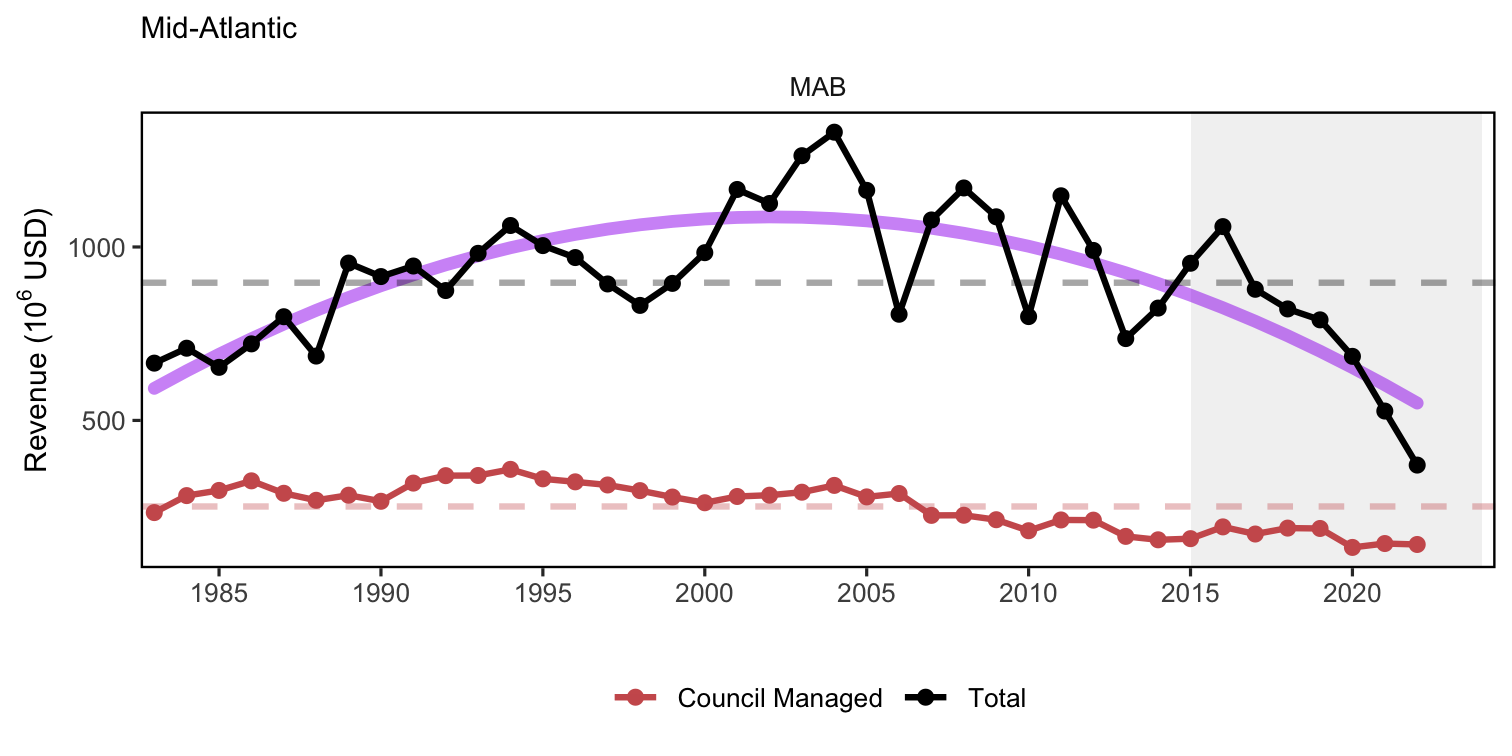 Mid-Atlantic
MAB
Revenue (10⁶ USD)
1000
500
1985 1990 1995 2000 2005 2010 2015 2020
Council Managed Total